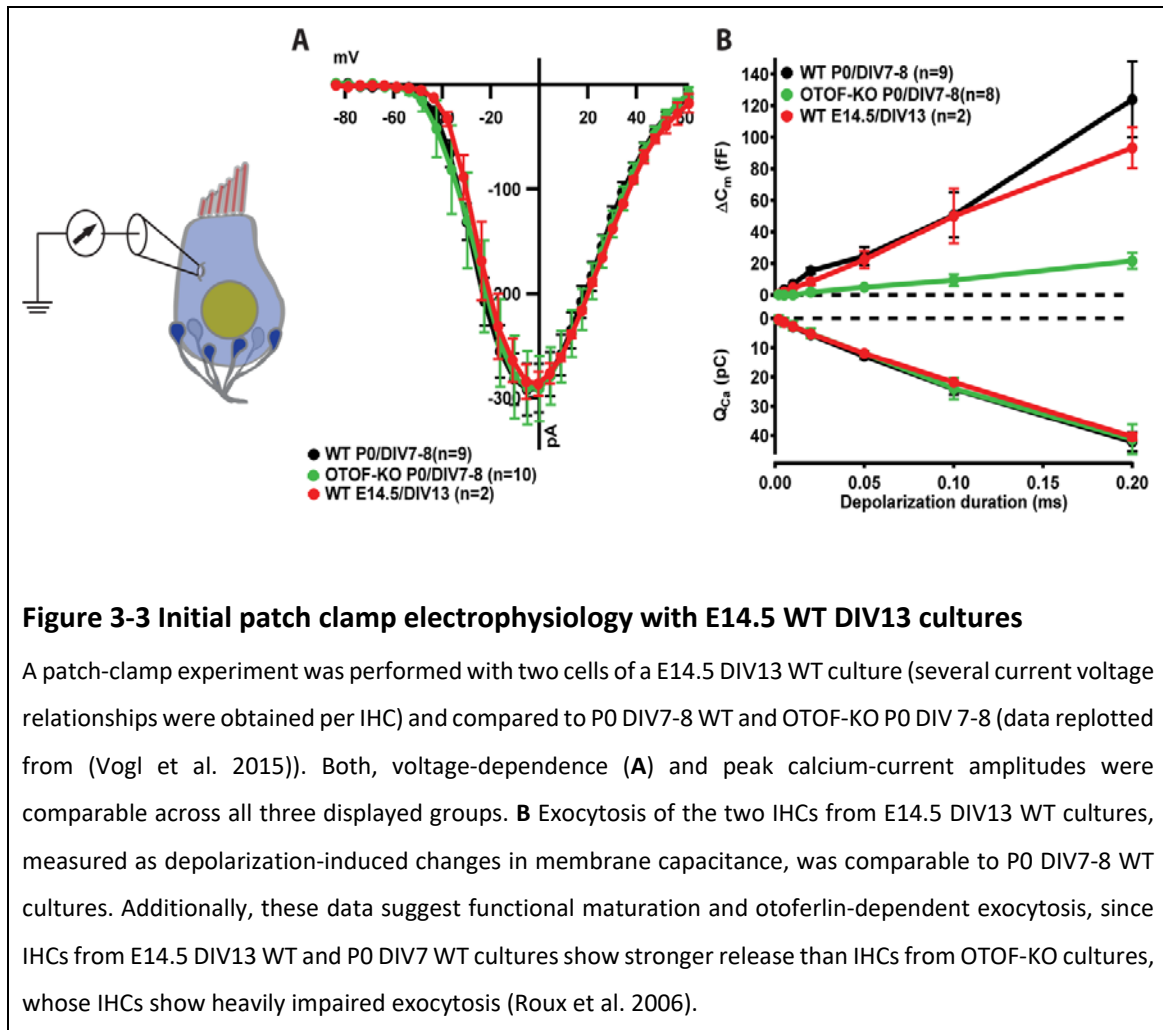 A
B
mV
-80
-60
-20
20
40
60
-100
-200
-300
pA
WT P0/DIV7-8(n=9)
OTOF-KO P0/DIV7-8 (n=10)
WT E14.5/DIV13 (n=2)
WT P0/DIV7-8 (n=9)
OTOF-KO P0/DIV7-8(n=8)
WT E14.5/DIV13 (n=2)
ΔCm (fF)
140
120
100
80
60
40
20
0
QCa (pC)
0
10
20
30
40
0.00
0.05
0.10
0.15
0.20
Depolarization duration (ms)
Figure 3-3 Initial patch clamp electrophysiology with E14.5 WT DIV13 cultures
A patch-clamp experiment was performed with two cells of a E14.5 DIV13 WT culture (several current voltage
relationships were obtained per IHC) and compared to P0 DIV7-8 WT and OTOF-KO P0 DIV 7-8 (data replotted
from (Vogl et al. 2015)). Both, voltage-dependence (A) and peak calcium-current amplitudes were
comparable across all three displayed groups. B Exocytosis of the two IHCs from E14.5 DIV13 WT cultures,
measured as depolarization-induced changes in membrane capacitance, was comparable to P0 DIV7-8 WT
cultures. Additionally, these data suggest functional maturation and otoferlin-dependent exocytosis, since
IHCs from E14.5 DIV13 WT and P0 DIV7 WT cultures show stronger release than IHCs from OTOF-KO cultures,
whose IHCs show heavily impaired exocytosis (Roux et al. 2006).